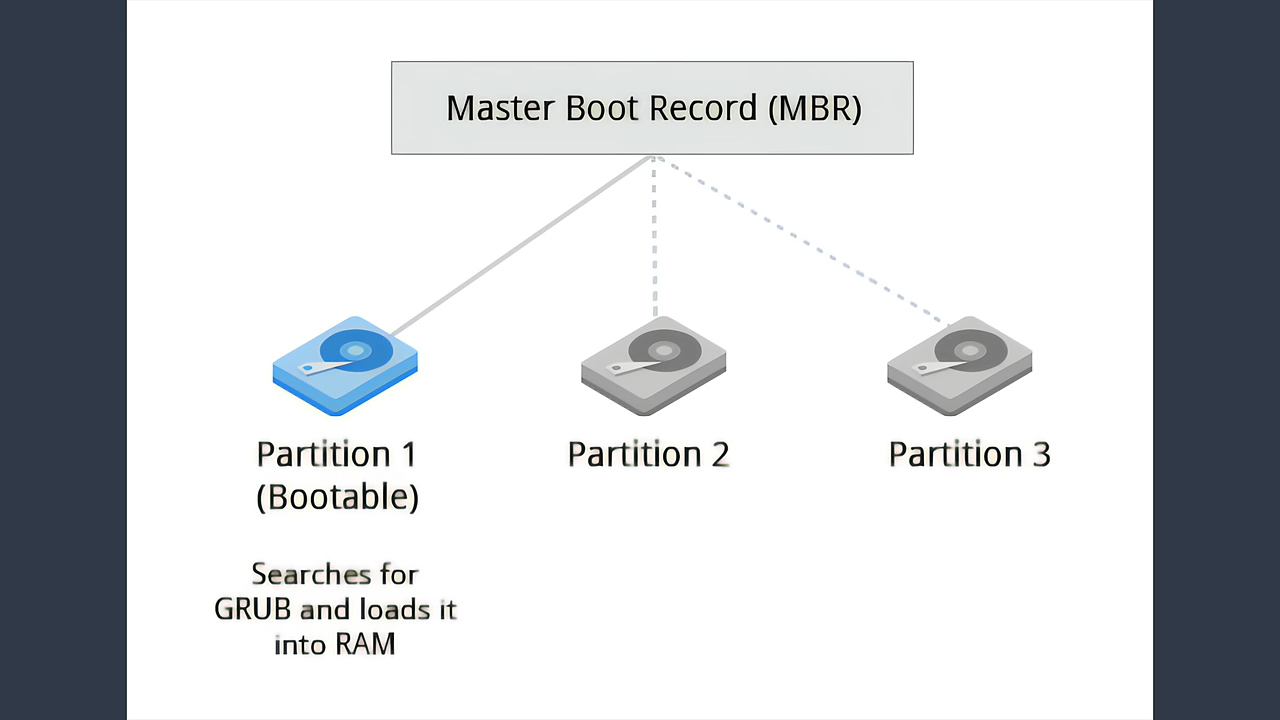 Master Boot Record (MBR)
Partition 1
(Bootable)
Partition 2
Partition 3
Searches for
GRUB and loads it
into RAM